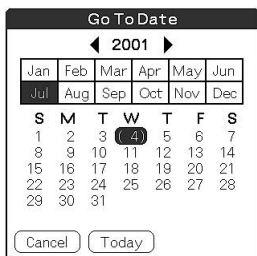 Go To Date
2001
Jan Feb Mar Apr May Jun
Jul Aug Sep Oct Nov Dec
S M T W T F S
1 2 3 4 5 6 7
8 9 10 11 12 13 14
15 16 17 18 19 20 21
22 23 24 25 26 27 28
29 30 31
Cancel Today